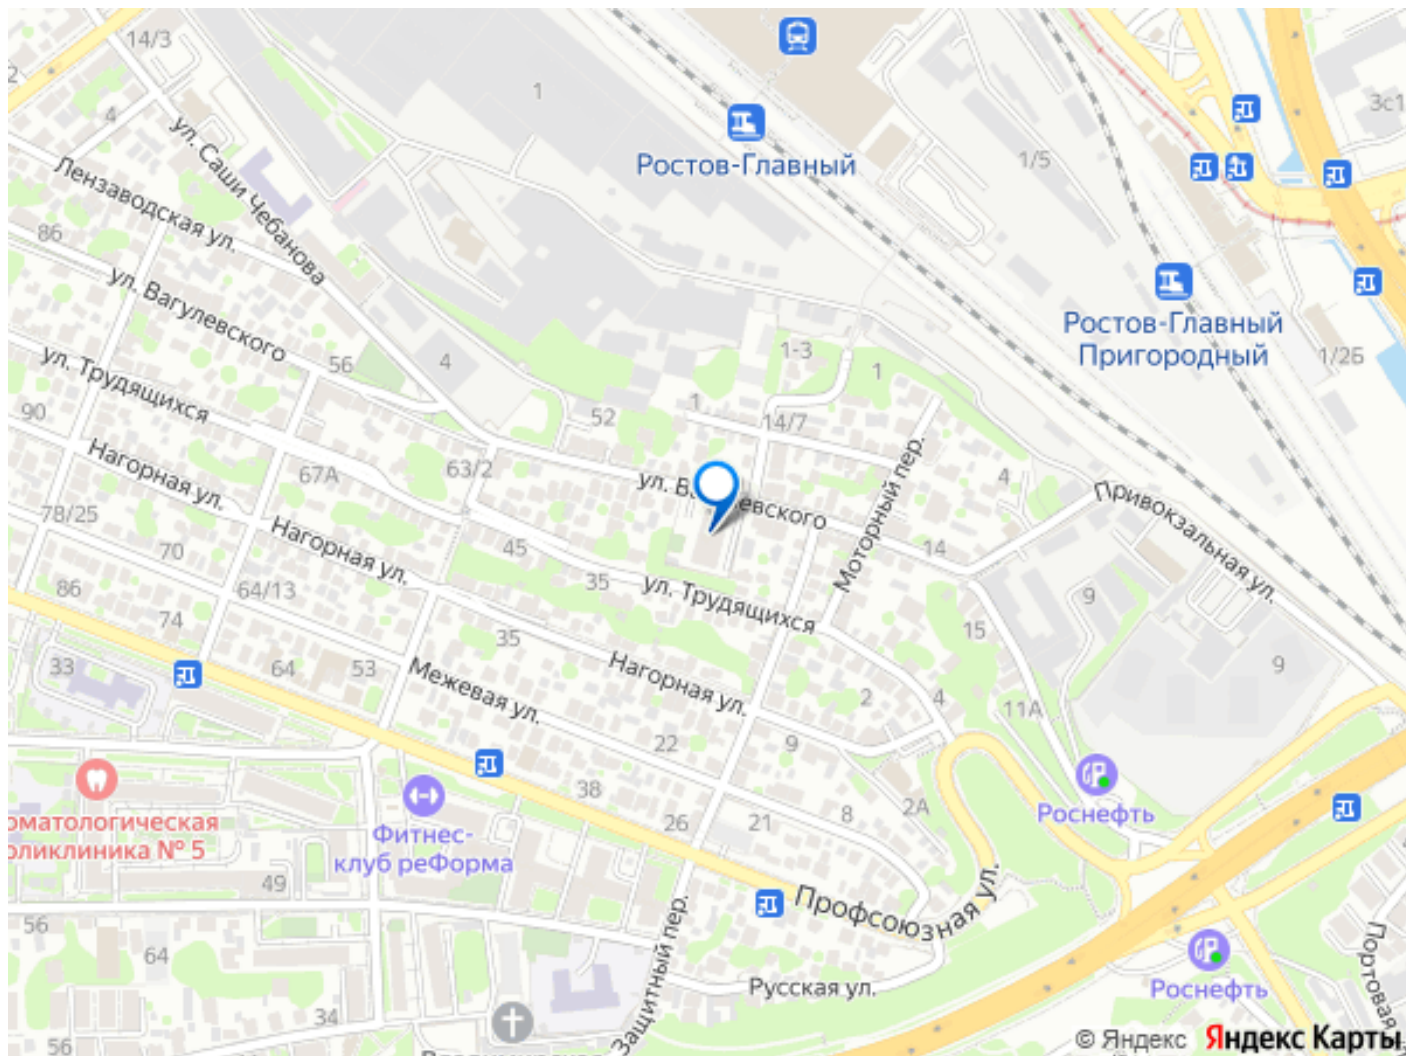 14/3
1
2
4
3с1
ул. Саши Чебанова
Ростов-Главный
1/5
Лензаводская ул.
86
ул. Вагулевского
Ростов-Главный
Пригородный
1/2Б
1-3
56
4
1
ул. Трудящихся
1
52
14/7
90
Нагорная ул.
67А
63/2
4
Моторный пер.
Привокзальная ул.
78/25
Нагорная ул.
14
70
45
35
ул. Трудящихся
9
86
64/13
74
15
35
33
64
53
Межевая ул.
Нагорная ул.
2
4
9
11А
22
9
38
8
2А
Роснефть
26
21
оматологическая
оликлиника № 5
Фитнес-
клуб реФорма
49
Профсоюзная ул.
56
64
Защитный пер.
Русская ул.
Роснефть
Портовая
34
56
© Яндекс Яндекс Карты